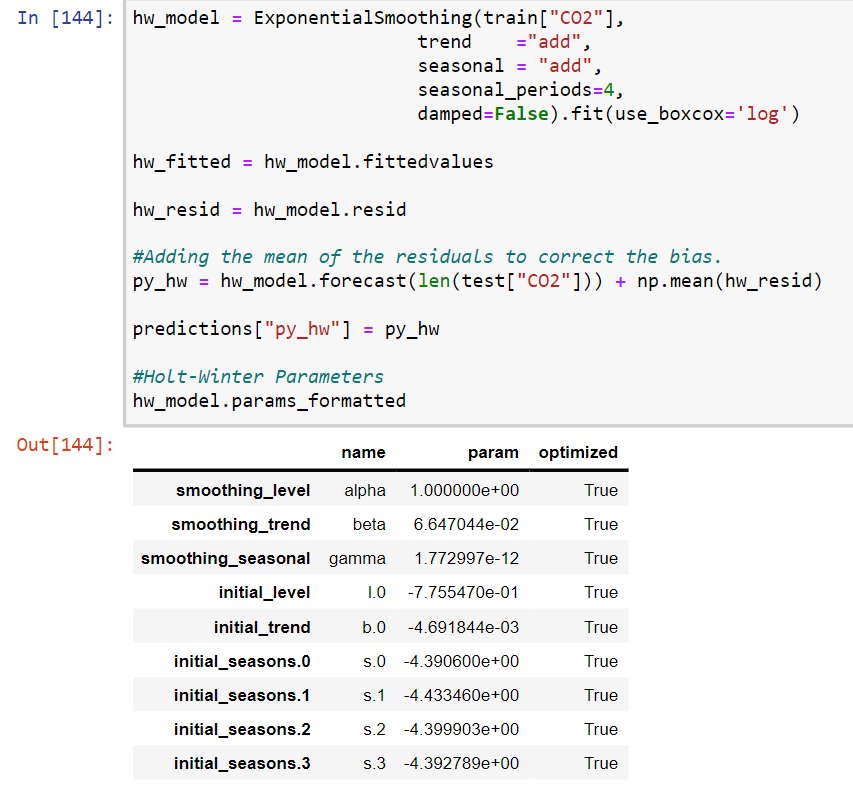 In [144]: hw_model = ExponentialSmoothing(train["CO2"],
trend    ="add",
seasonal = "add",
seasonal_periods=4,
damped=False).fit(use_boxcox='log')
hw_fitted = hw_model.fittedvalues
hw_resid = hw_model.resid
#Adding the mean of the residuals to correct the bias.
py_hw = hw_model.forecast(len(test["CO2"])) + np.mean(hw_resid)
predictions["py_hw"] = py_hw
#Holt-Winter Parameters
hw_model.params_formatted
Out[144]:
name param optimized
smoothing_level alpha 1.000000e+00 True
smoothing_trend beta 6.647044e-02 True
smoothing_seasonal gamma 1.772997e-12 True
initial_level l.0 -7.755470e-01 True
initial_trend b.0 -4.691844e-03 True
initial_seasons.0 s.0 -4.390600e+00 True
initial_seasons.1 s.1 -4.433460e+00 True
initial_seasons.2 s.2 -4.399903e+00 True
initial_seasons.3 s.3 -4.392789e+00 True